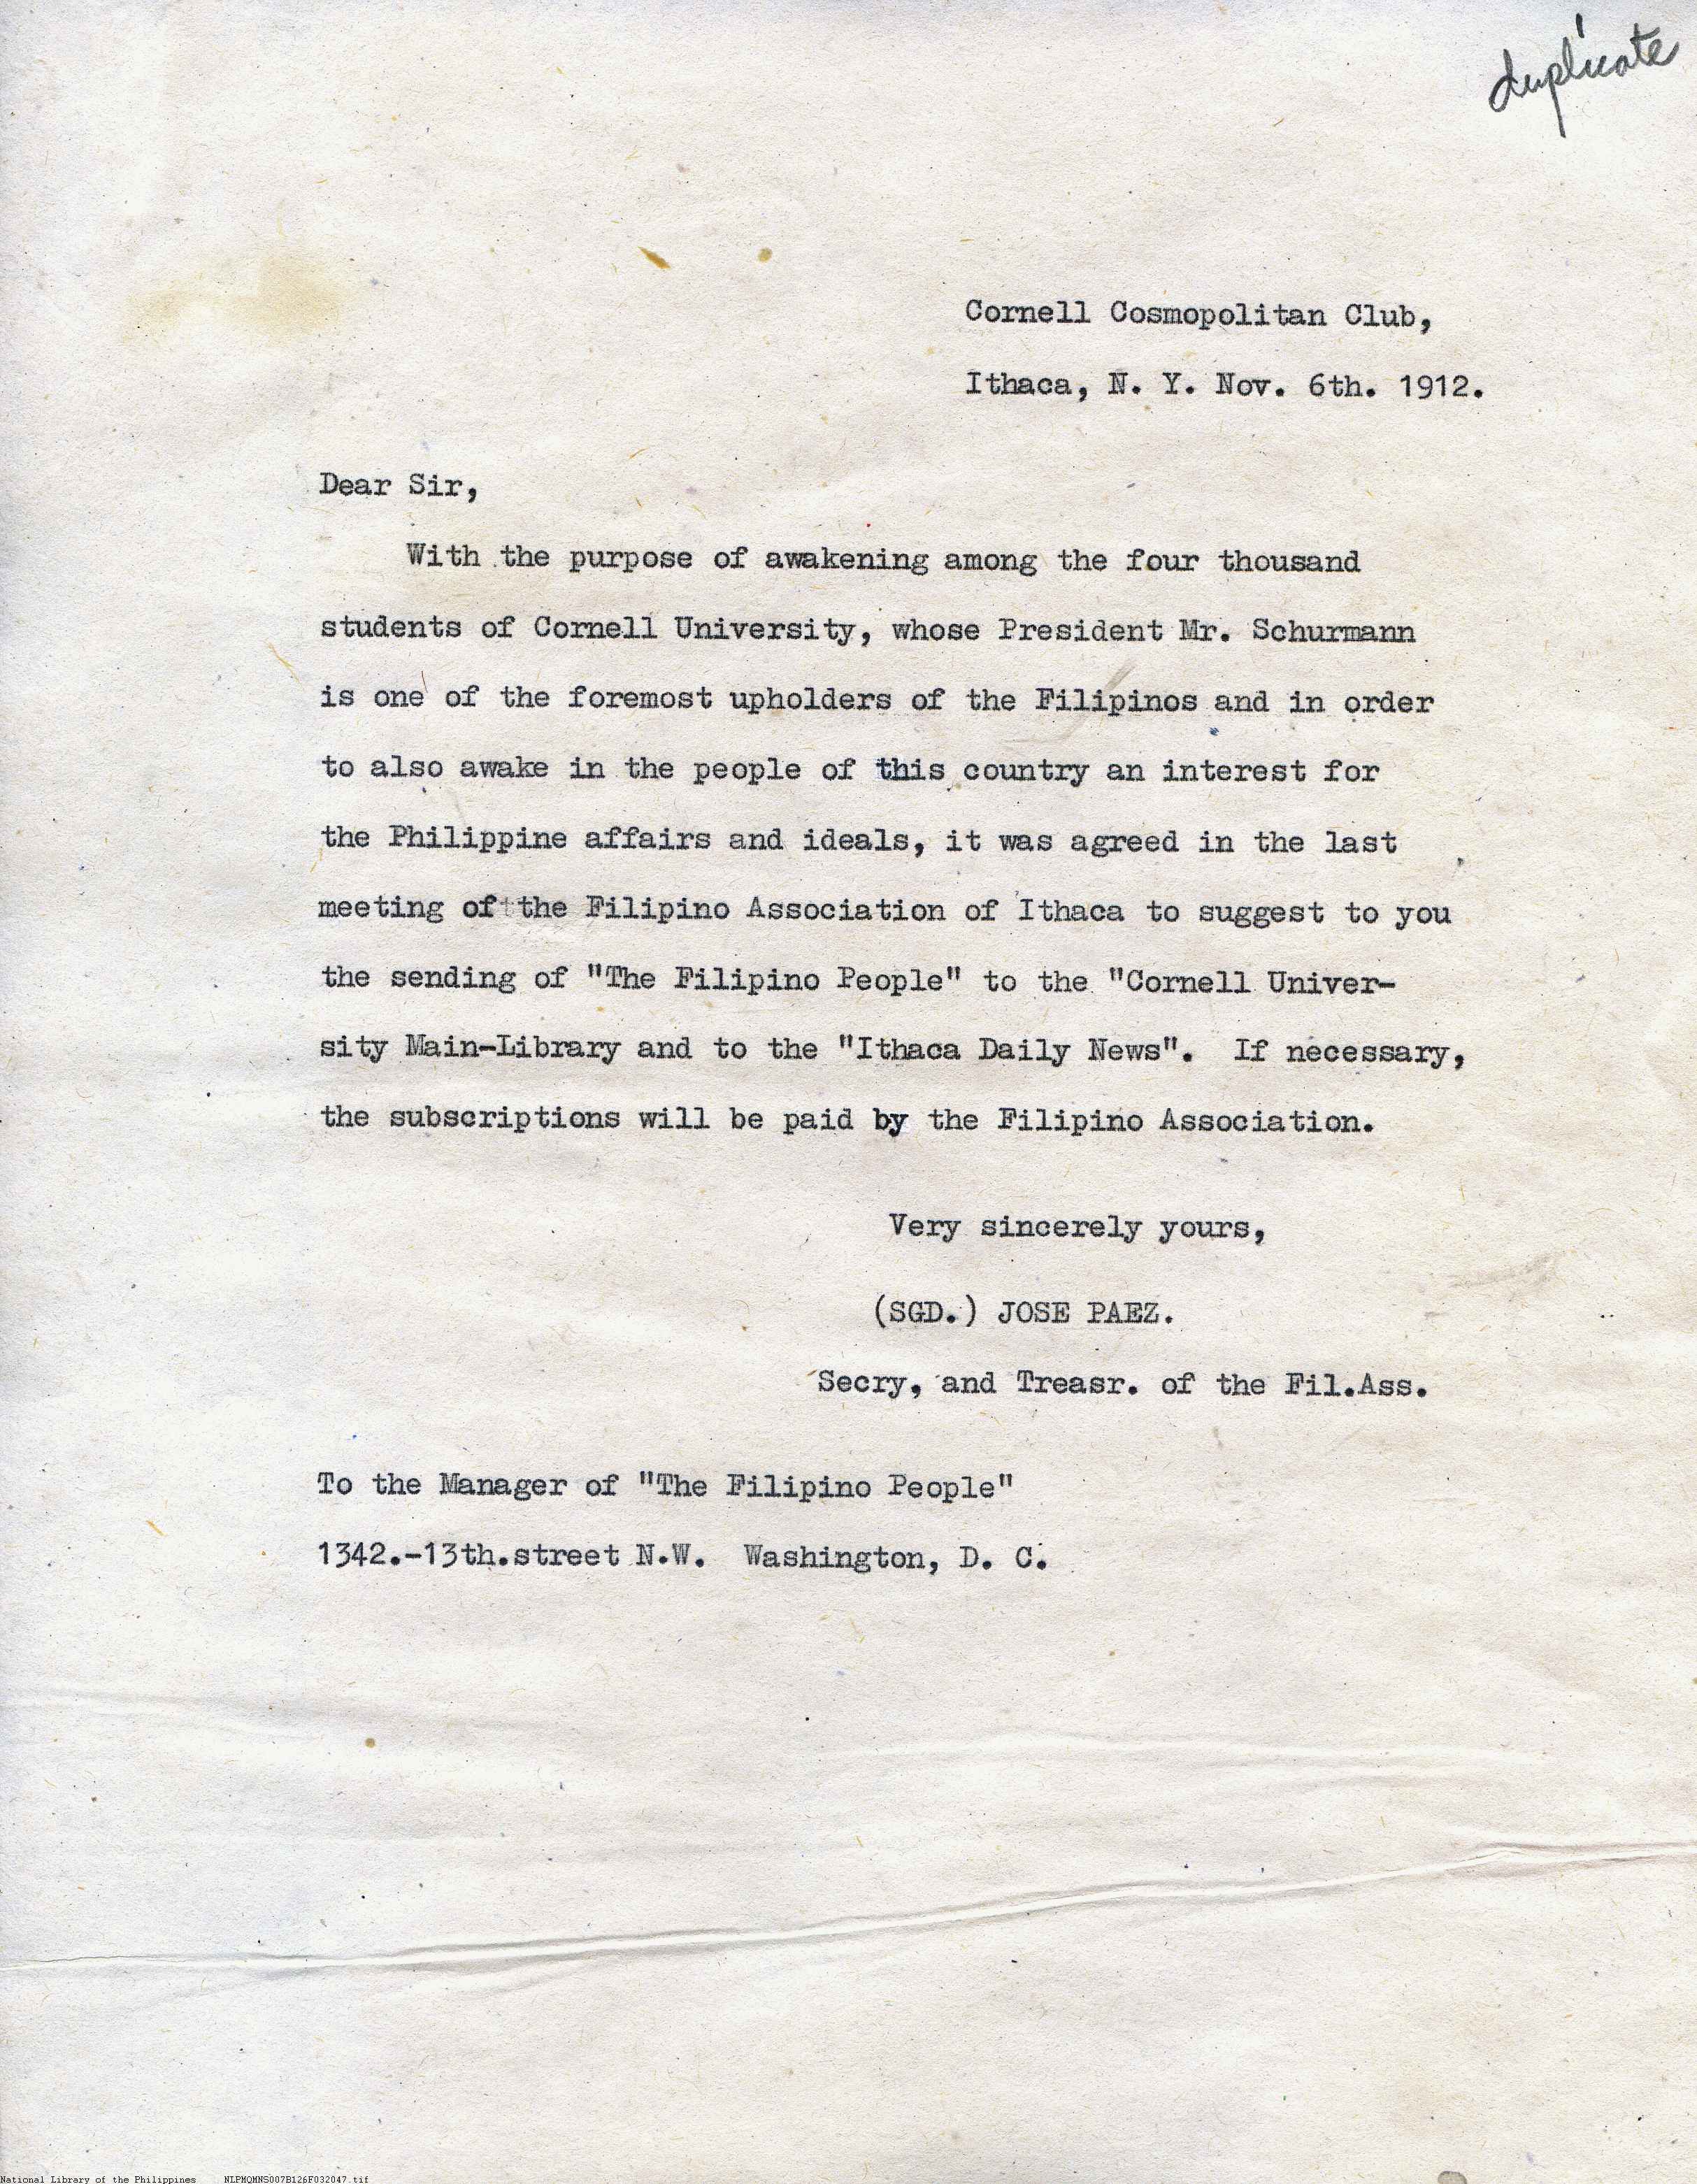 duplicate
Cornell Cosmopolitan Club,
Ithaca, N. Y. Nov. 6th. 1912.
Dear Sir,
With the purpose of awakening among the four thousand
students of Cornell University, whose President Mr. Schurmann
is one of the foremost upholders of the Filipinos and in order
to also awake in the people of this country an interest for
the Philippine affairs and ideals, it was agreed in the last
meeting of the Filipino Association of Ithaca to suggest to you
the sending of "The Filipino People" to the "Cornell Univer-
sity Main-Library and to the "Ithaca Daily News". If necessary,
the subscriptions will be paid by the Filipino Association.
Very sincerely yours,
(SGD.) JOSE PAEZ.
Secry, and Treasr. of the Fil.Ass.
To the Manager of "The Filipino People"
1342.-13th.street N.W. Washington, D. C.
National Library of the Philippines NLPMQMNS007B126F032047.tif